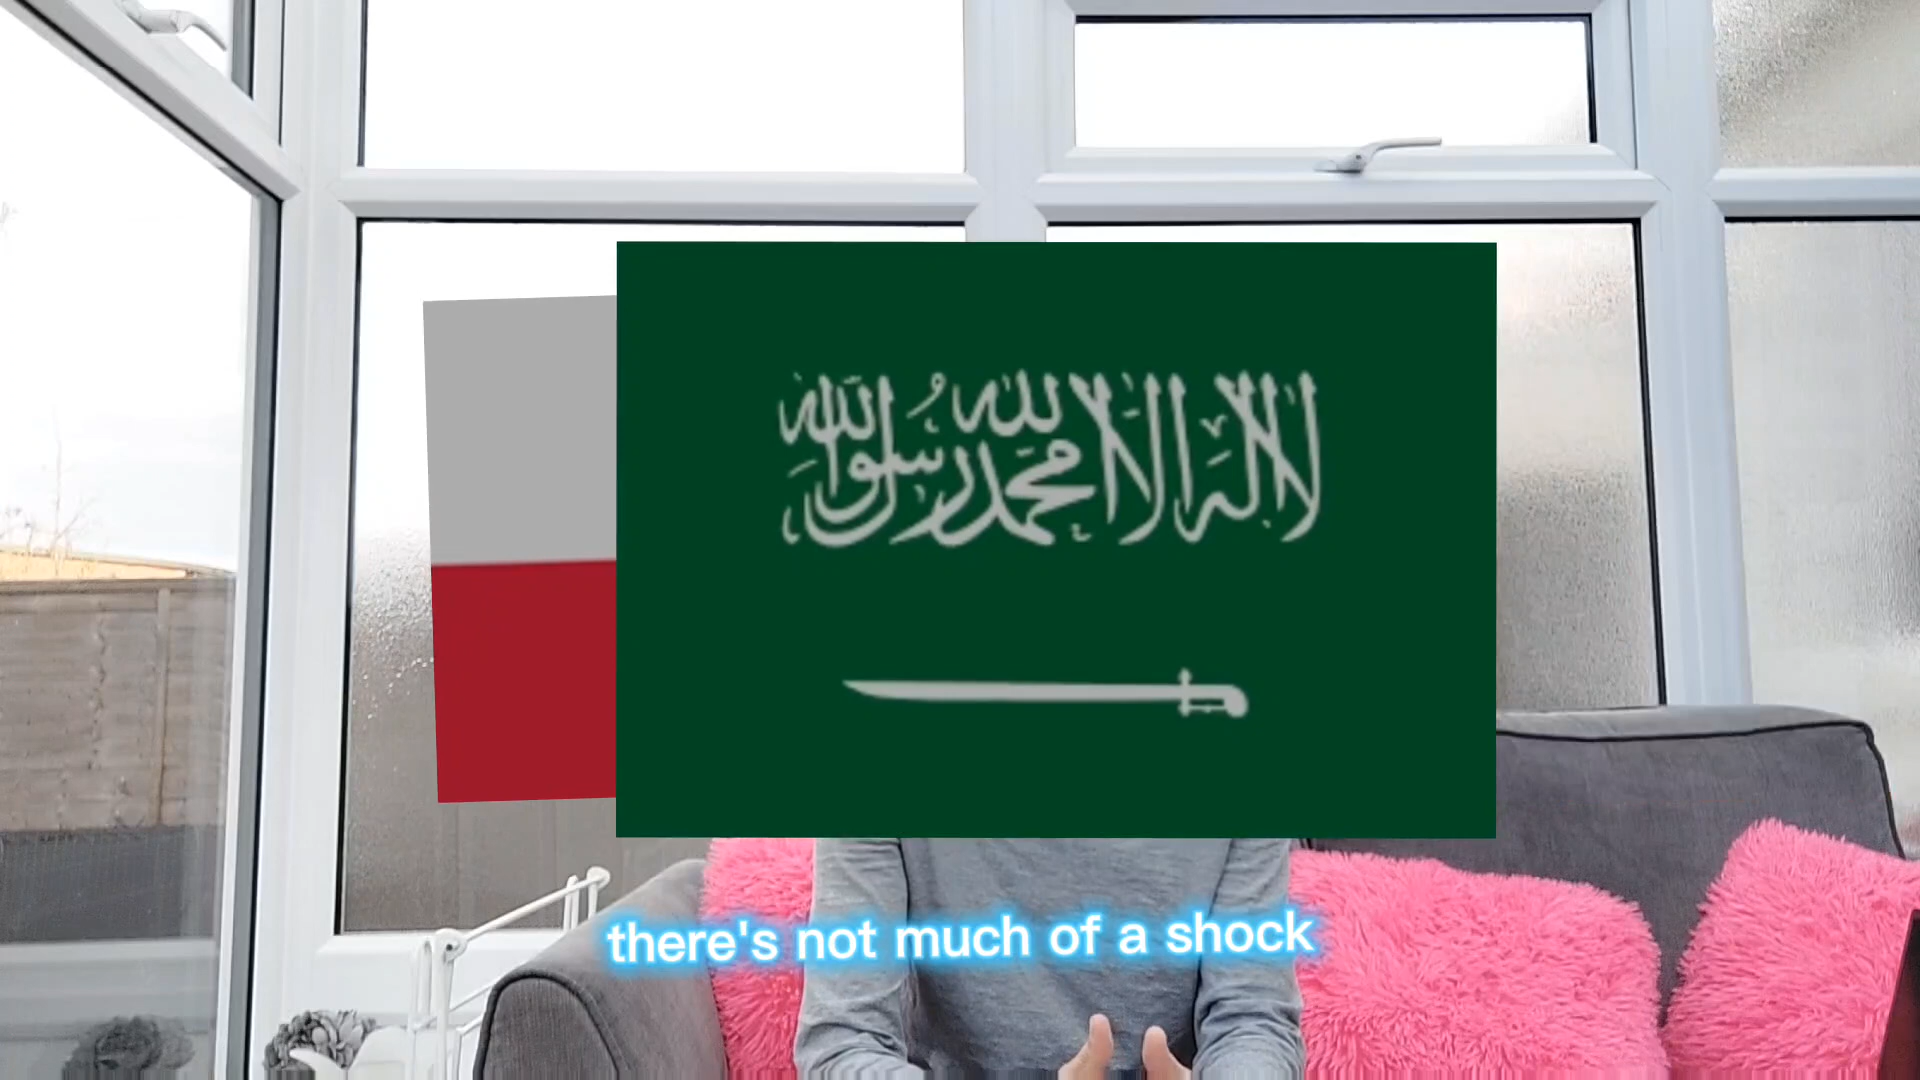 لا إله إلا الله محمد رسول الله
there's not much of a shock